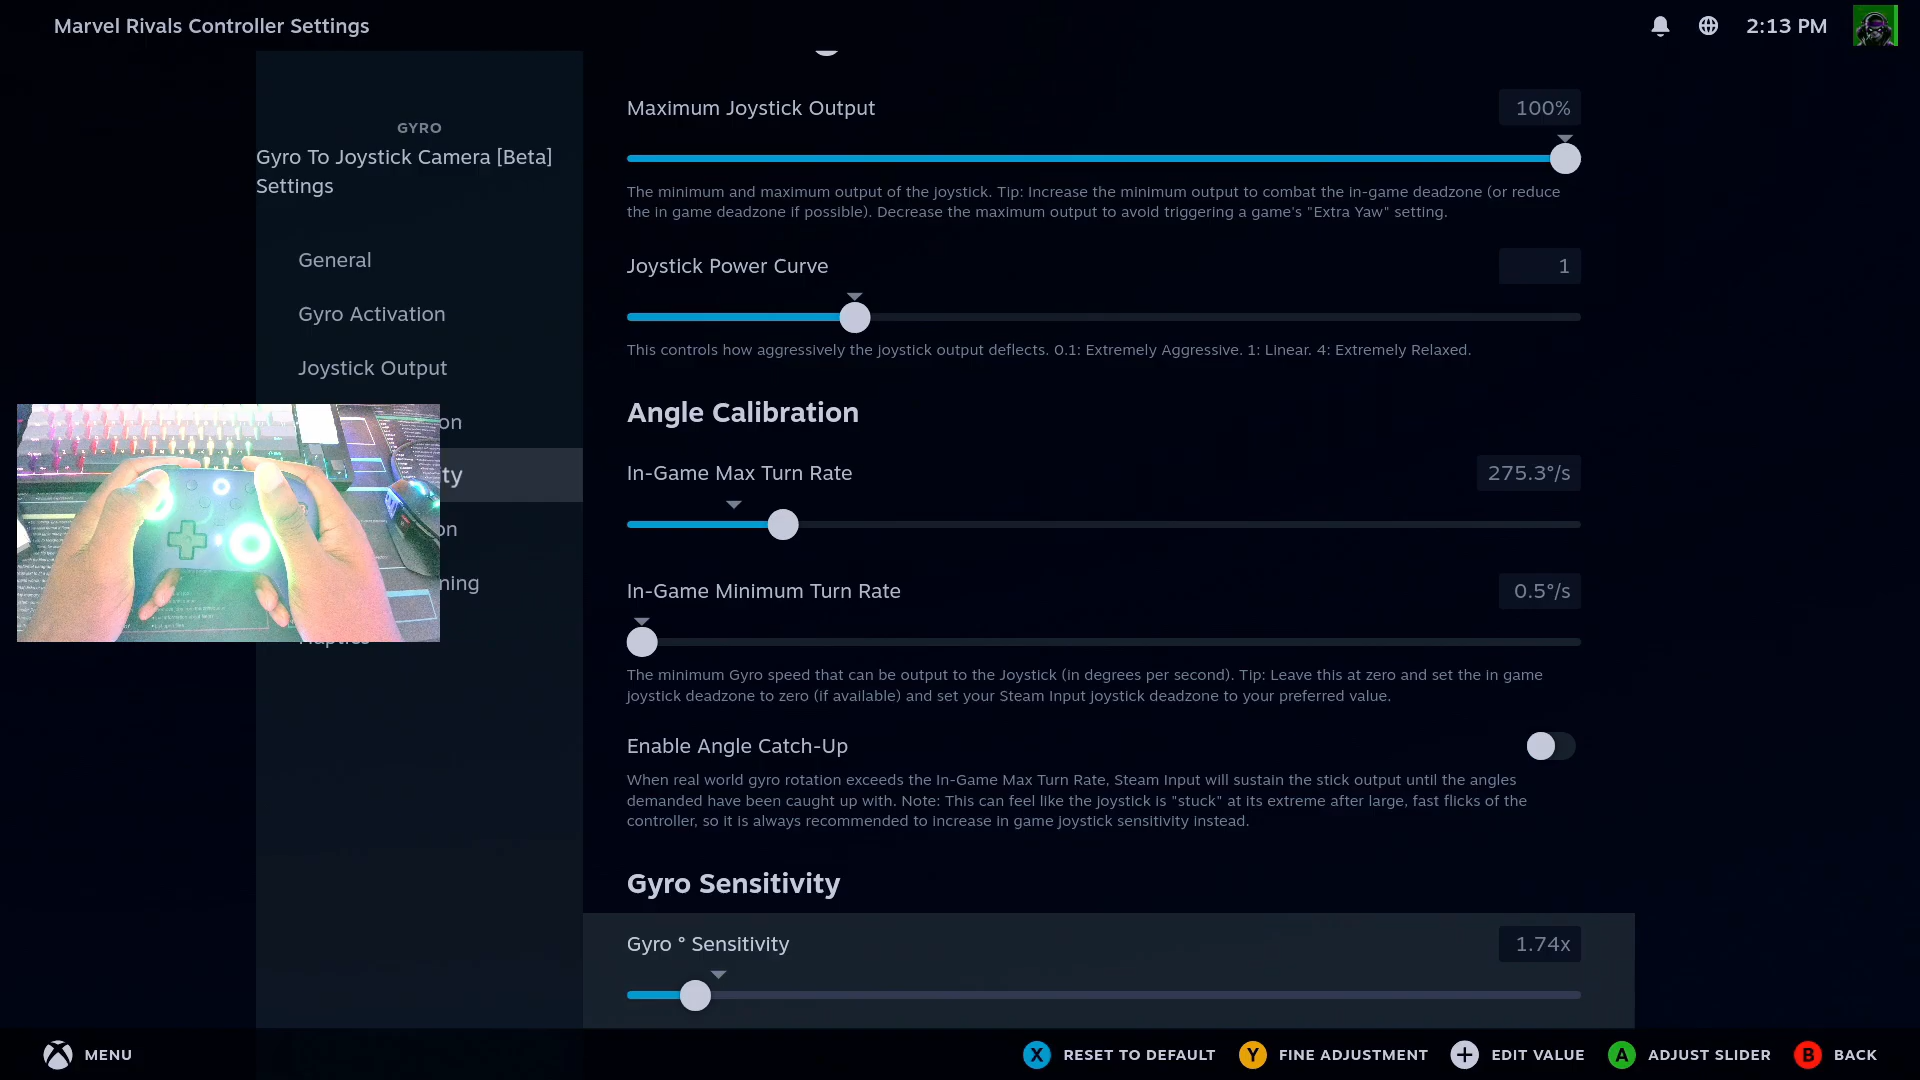 Marvel Rivals Controller Settings
2:13 PM
GYRO
Gyro To Joystick Camera [Beta]
Settings
General
Gyro Activation
Joystick Output
on
ty
on
ning
Maximum Joystick Output
100%
The minimum and maximum output of the joystick. Tip: Increase the minimum output to combat the in-game deadzone (or reduce
the in game deadzone if possible). Decrease the maximum output to avoid triggering a game's "Extra Yaw" setting.
Joystick Power Curve
1
This controls how aggressively the joystick output deflects. 0.1: Extremely Aggressive. 1: Linear. 4: Extremely Relaxed.
Angle Calibration
In-Game Max Turn Rate
275.3°/s
In-Game Minimum Turn Rate
0.5°/s
The minimum Gyro speed that can be output to the Joystick (in degrees per second). Tip: Leave this at zero and set the in game
joystick deadzone to zero (if available) and set your Steam Input joystick deadzone to your preferred value.
Enable Angle Catch-Up
When real world gyro rotation exceeds the In-Game Max Turn Rate, Steam Input will sustain the stick output until the angles
demanded have been caught up with. Note: This can feel like the joystick is "stuck" at its extreme after large, fast flicks of the
controller, so it is always recommended to increase in game joystick sensitivity instead.
Gyro Sensitivity
Gyro ° Sensitivity
1.74x
MENU
X RESET TO DEFAULT
Y FINE ADJUSTMENT
EDIT VALUE
A ADJUST SLIDER
B BACK